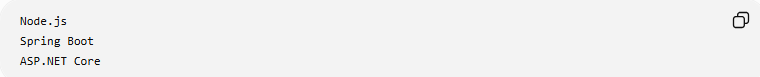 Node.js
Spring Boot
ASP.NET Core